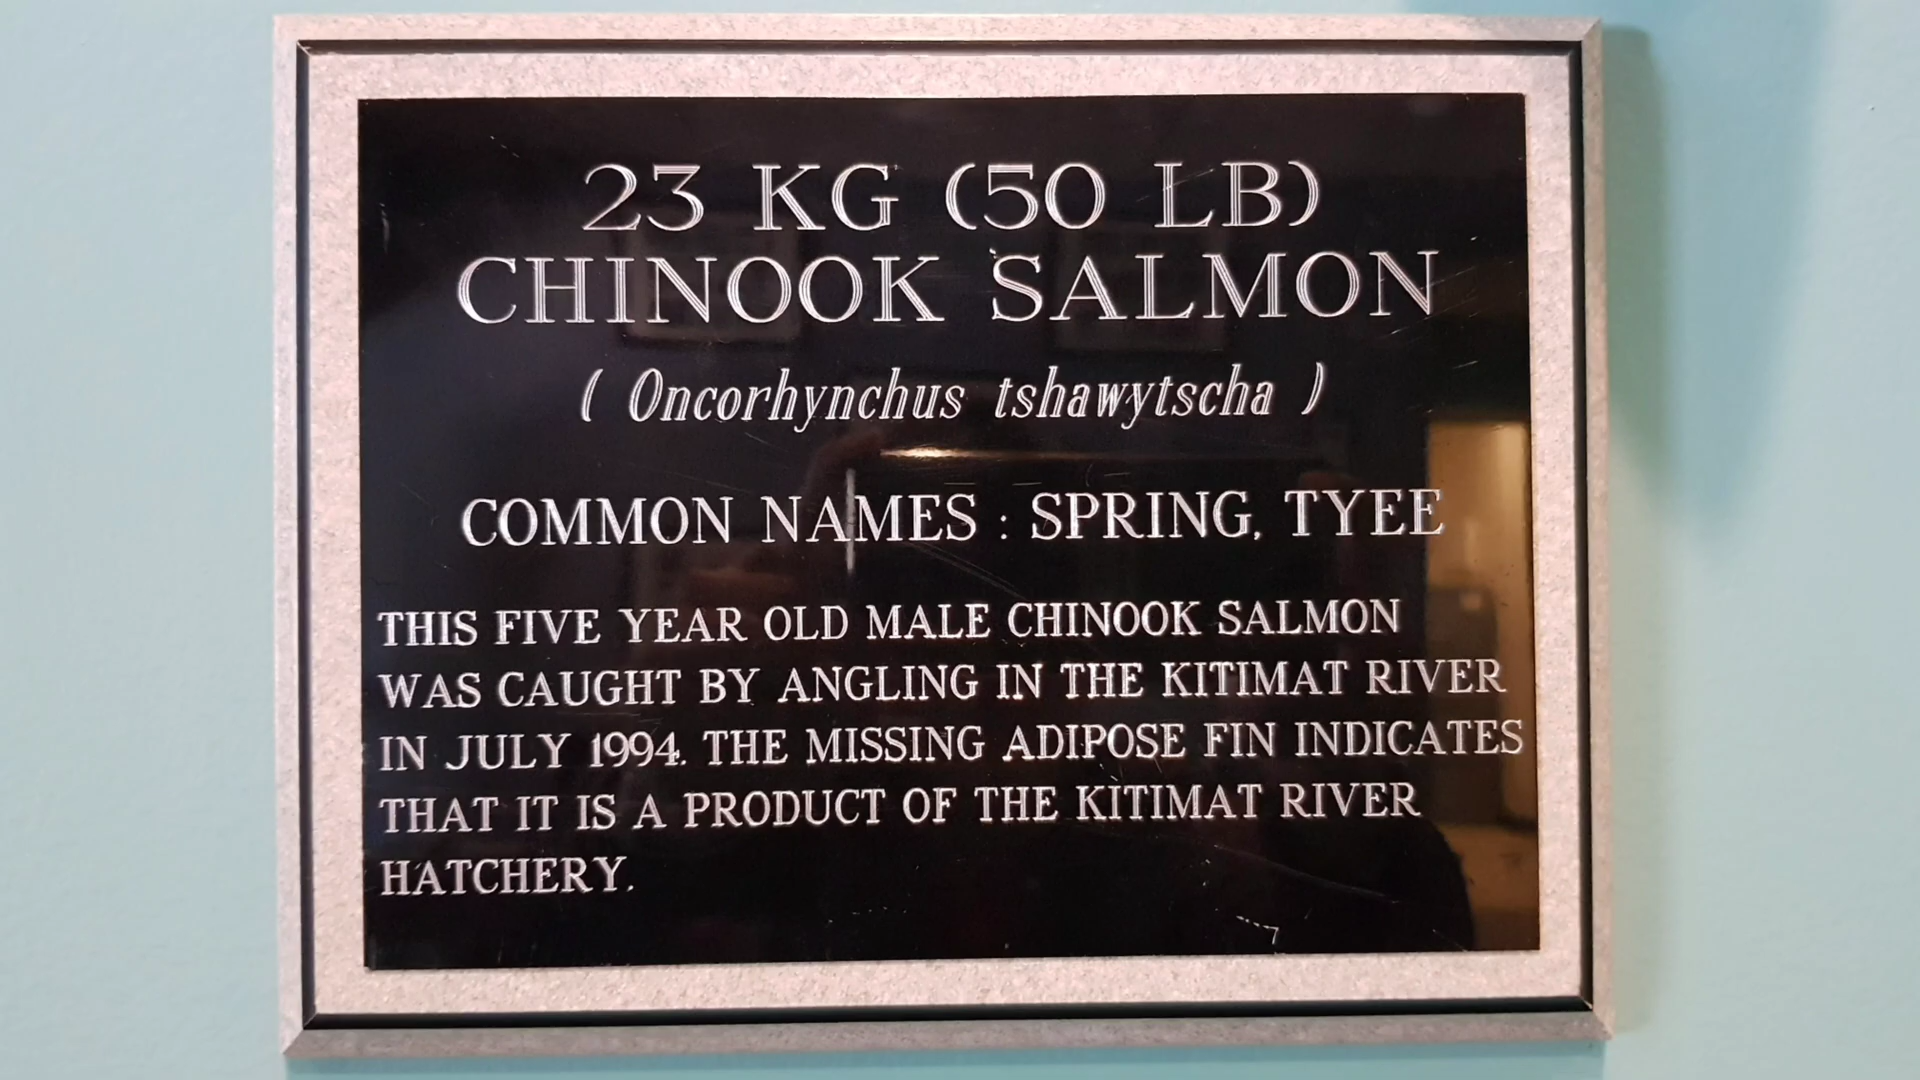 23 KG (50 LB)
CHINOOK SALMON
( Oncorhynchus tshawytscha )
COMMON NAMES : SPRING, TYEE
THIS FIVE YEAR OLD MALE CHINOOK SALMON
WAS CAUGHT BY ANGLING IN THE KITIMAT RIVER
IN JULY 1994. THE MISSING ADIPOSE FIN INDICATES
THAT IT IS A PRODUCT OF THE KITIMAT RIVER
HATCHERY.